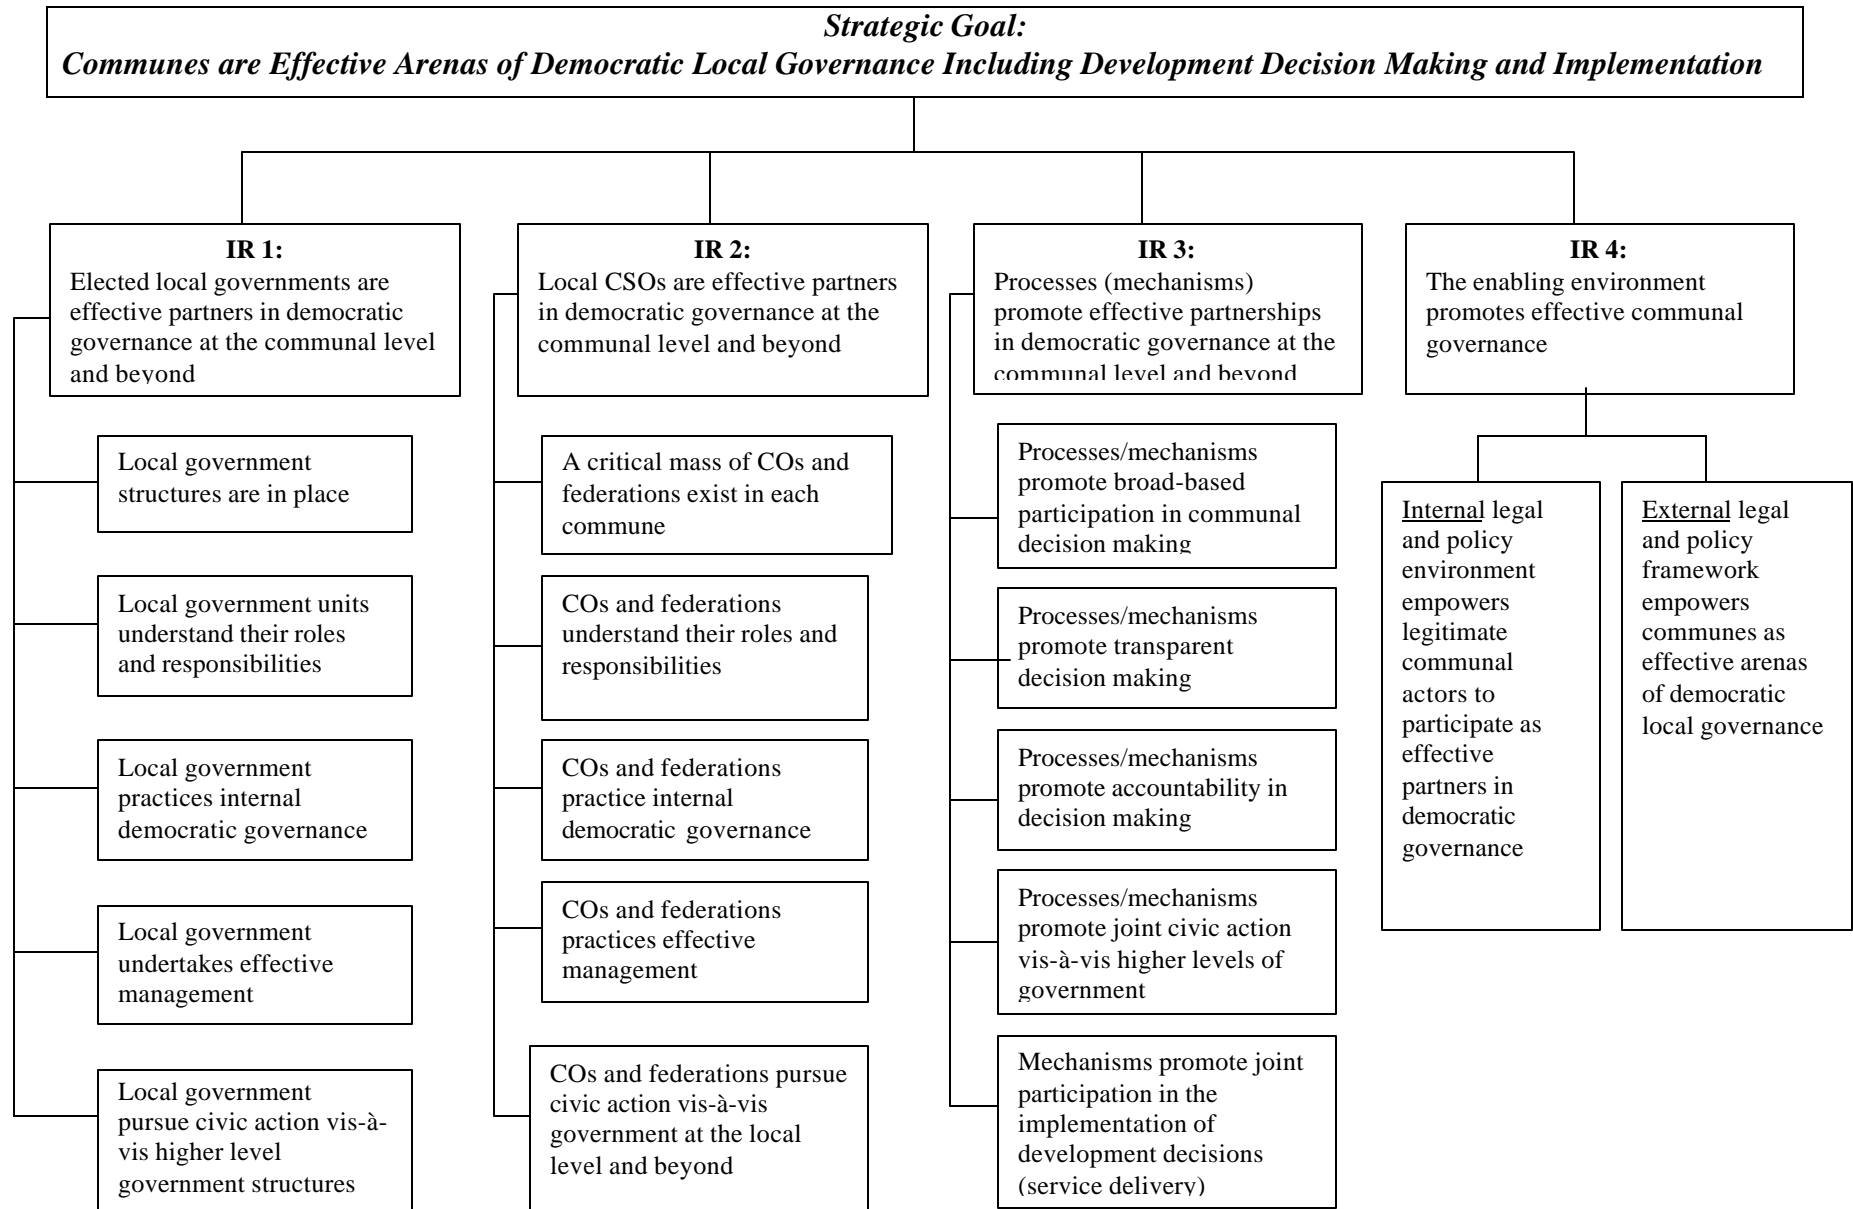 Strategic Goal:
Communes are Effective Arenas of Democratic Local Governance Including Development Decision Making and Implementation
IR 1:
Elected local governments are
effective partners in democratic
governance at the communal level
and beyond
Local government
structures are in place
Local government units
understand their roles
and responsibilities
Local government
practices internal
democratic governance
Local government
undertakes effective
management
Local government
pursue civic action vis-à-
vis higher level
government structures
IR 2:
Local CSOs are effective partners
in democratic governance at the
communal level and beyond
A critical mass of COs and
federations exist in each
commune
COs and federations
understand their roles and
responsibilities
COs and federations
practice internal
democratic governance
COs and federations
practices effective
management
COs and federations pursue
civic action vis-à-vis
government at the local
level and beyond
IR 3:
Processes (mechanisms)
promote effective partnerships
in democratic governance at the
communal level and beyond
Processes/mechanisms
promote broad-based
participation in communal
decision making
Processes/mechanisms
promote transparent
decision making
Processes/mechanisms
promote accountability in
decision making
Processes/mechanisms
promote joint civic action
vis-à-vis higher levels of
government
Mechanisms promote joint
participation in the
implementation of
development decisions
(service delivery)
IR 4:
The enabling environment
promotes effective communal
governance
Internal legal
and policy
environment
empowers
legitimate
communal
actors to
participate as
effective
partners in
democratic
governance
External legal
and policy
framework
empowers
communes as
effective arenas
of democratic
local governance